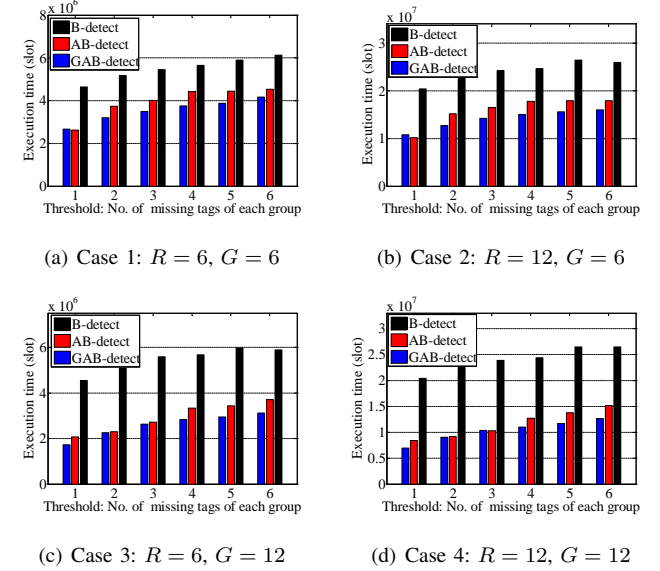 x 10^6
8
6
4
2
0
Execution time (slot)
B-detect
AB-detect
GAB-detect
1 2 3 4 5 6
Threshold: No. of missing tags of each group
(a) Case 1: R = 6, G = 6
x 10^7
3
2
1
0
Execution time (slot)
B-detect
AB-detect
GAB-detect
1 2 3 4 5 6
Threshold: No. of missing tags of each group
(b) Case 2: R = 12, G = 6
x 10^6
6
4
2
0
Execution time (slot)
B-detect
AB-detect
GAB-detect
1 2 3 4 5 6
Threshold: No. of missing tags of each group
(c) Case 3: R = 6, G = 12
x 10^7
3
2.5
2
1.5
1
0.5
0
Execution time (slot)
B-detect
AB-detect
GAB-detect
1 2 3 4 5 6
Threshold: No. of missing tags of each group
(d) Case 4: R = 12, G = 12